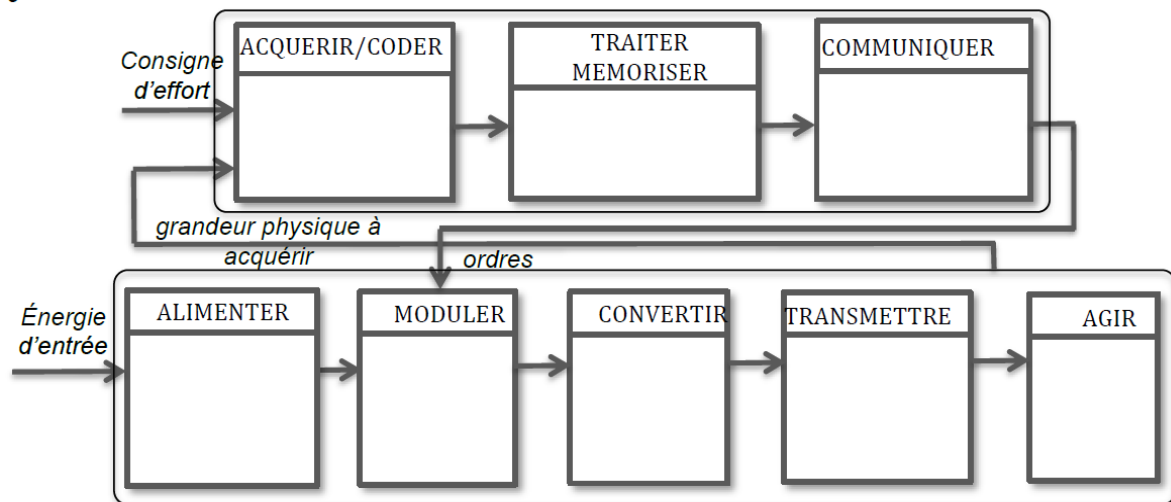 ACQUERIR/CODER
TRAITER
MEMORISER
COMMUNIQUER
Consigne
d'effort
grandeur physique à
acquérir
ordres
Énergie
d'entrée
ALIMENTER
MODULER
CONVERTIR
TRANSMETTRE
AGIR